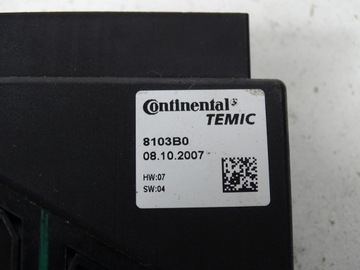 Continental
TEMIC
8103B0
08.10.2007
HW:07
SW:04